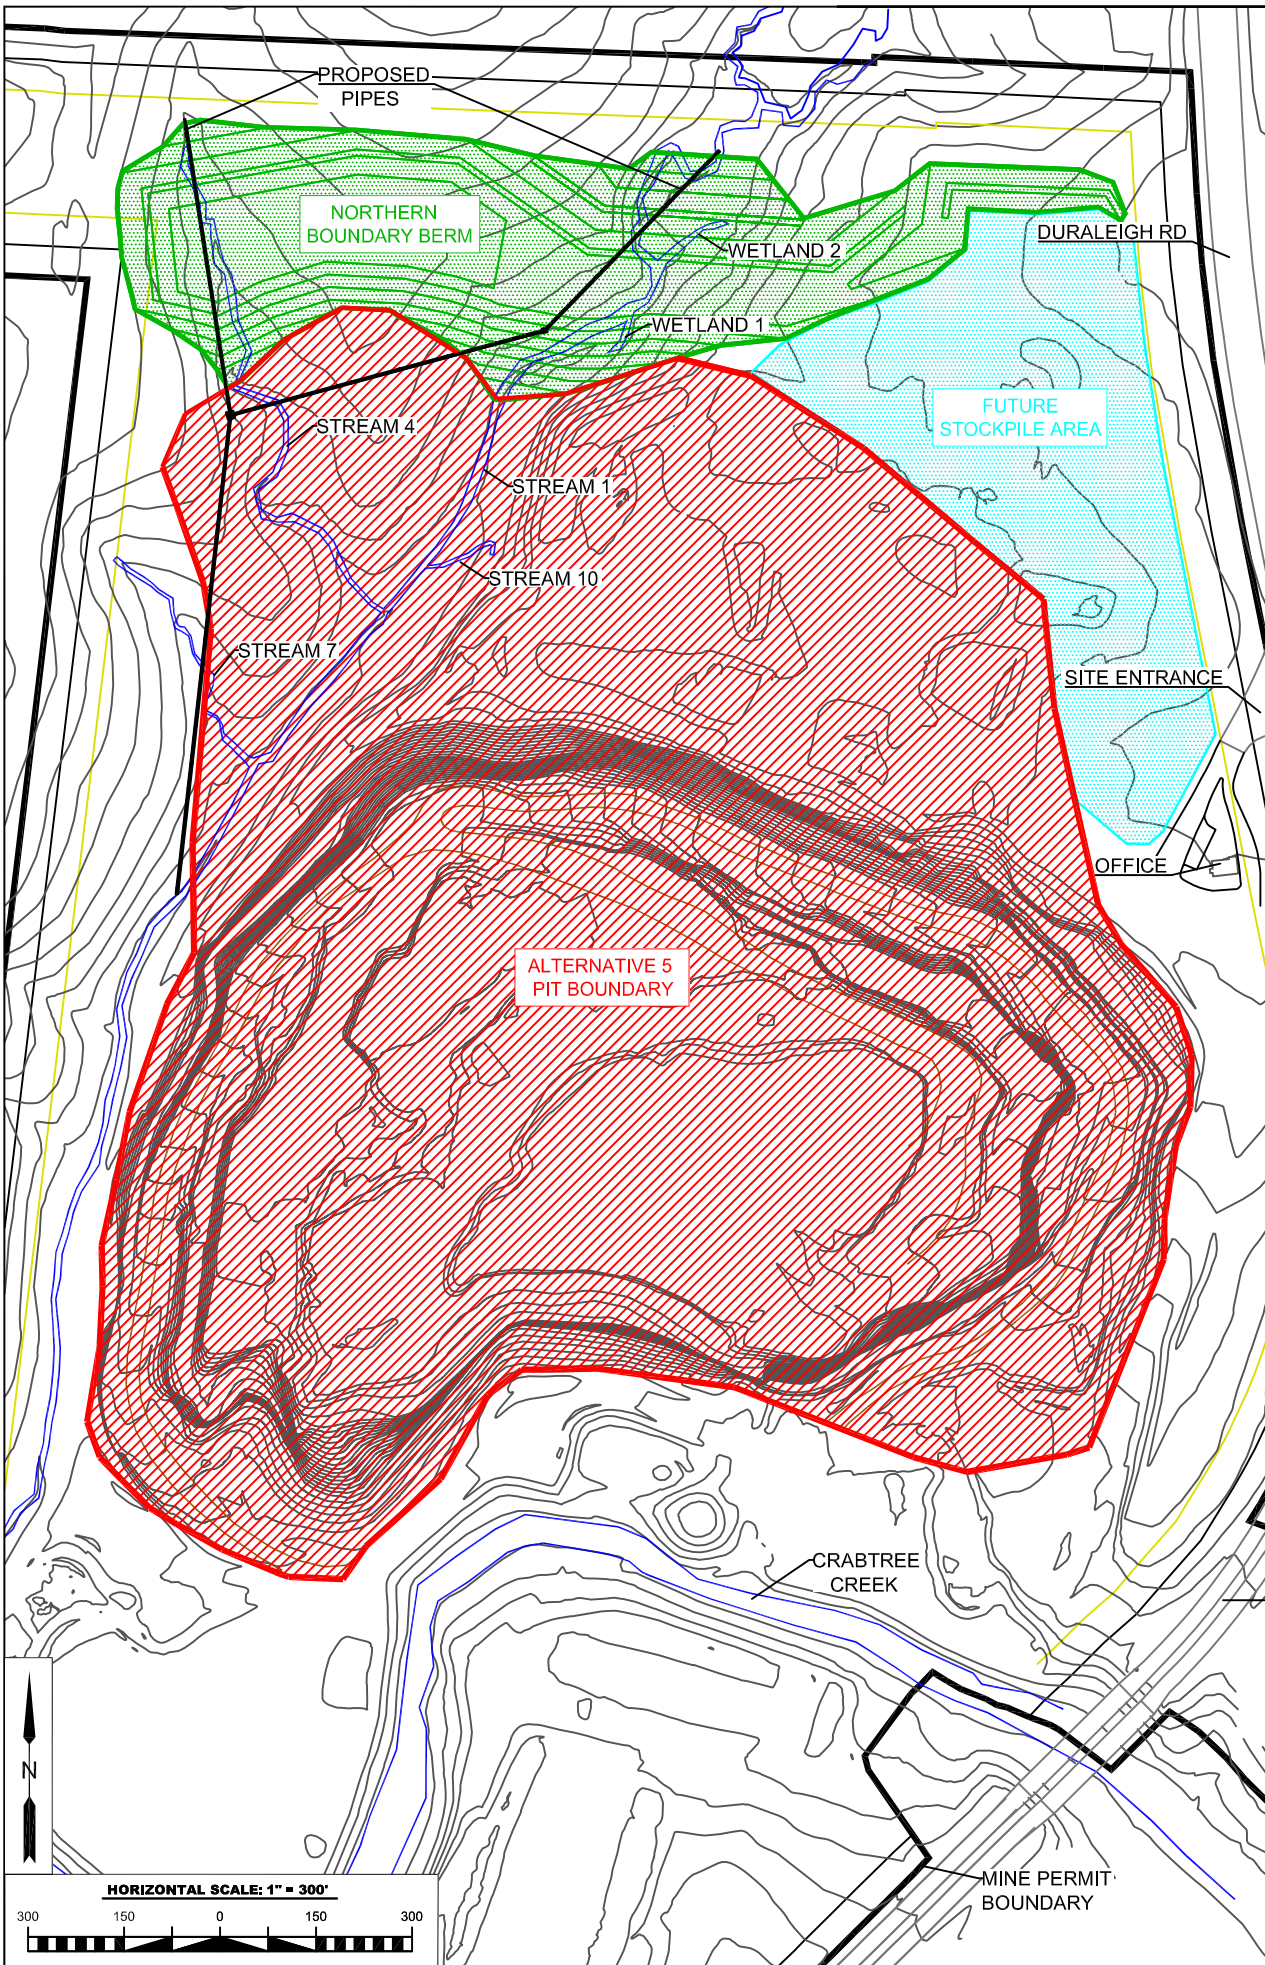 PROPOSED
PIPES
NORTHERN
BOUNDARY BERM
WETLAND 2
DURALEIGH RD
WETLAND 1
FUTURE
STOCKPILE AREA
STREAM 4
STREAM 1
STREAM 10
STREAM 7
SITE ENTRANCE
OFFICE
ALTERNATIVE 5
PIT BOUNDARY
CRABTREE
CREEK
N
MINE PERMIT
BOUNDARY
HORIZONTAL SCALE: 1" = 300'
300 150 0 150 300